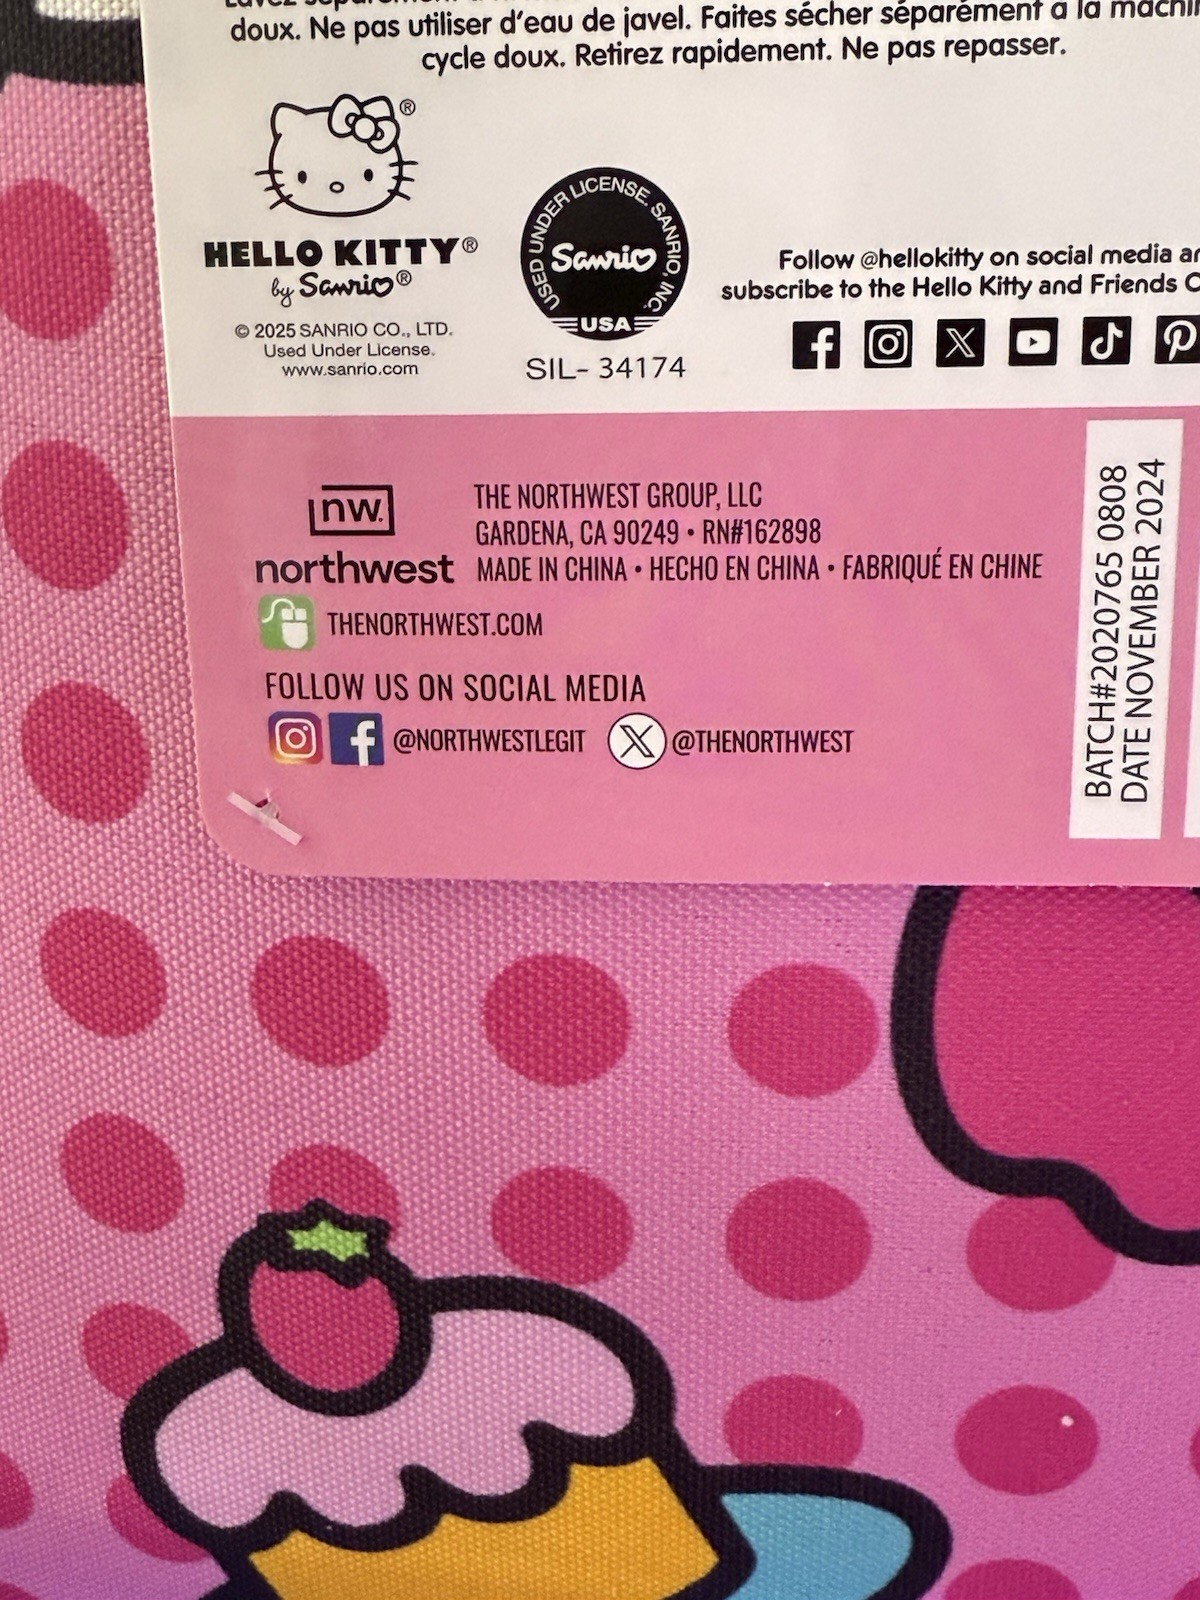 doux. Ne pas utiliser d'eau de javel. Faites sécher séparément à la
cycle doux. Retirez rapidement. Ne pas repasser.
®
HELLO KITTY®
by Sanrio®
© 2025 SANRIO CO., LTD.
Used Under License.
www.sanrio.com
USED UNDER LICENSE. SANRIO, INC.
Sanrio
USA
SIL- 34174
Follow @hellokitty on social media
subscribe to the Hello Kitty and Friends
nw.
northwest
THE NORTHWEST GROUP, LLC
GARDENA, CA 90249 • RN#162898
MADE IN CHINA • HECHO EN CHINA • FABRIQUÉ EN CHINE
THENORTHWEST.COM
FOLLOW US ON SOCIAL MEDIA
@NORTHWESTLEGIT @THENORTHWEST
BATCH#2020765 0808
DATE NOVEMBER 2024